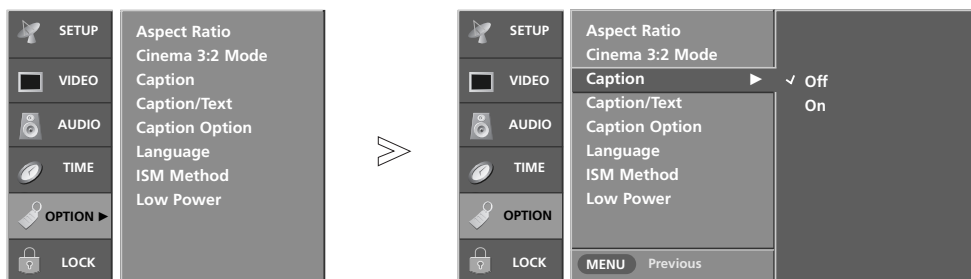 SETUP
VIDEO
AUDIO
TIME
OPTION ►
LOCK
Aspect Ratio
Cinema 3:2 Mode
Caption
Caption/Text
Caption Option
Language
ISM Method
Low Power
SETUP
VIDEO
AUDIO
TIME
OPTION
LOCK
Aspect Ratio
Cinema 3:2 Mode
Caption ►
Caption/Text
Caption Option
Language
ISM Method
Low Power
MENU Previous
✓ Off
On